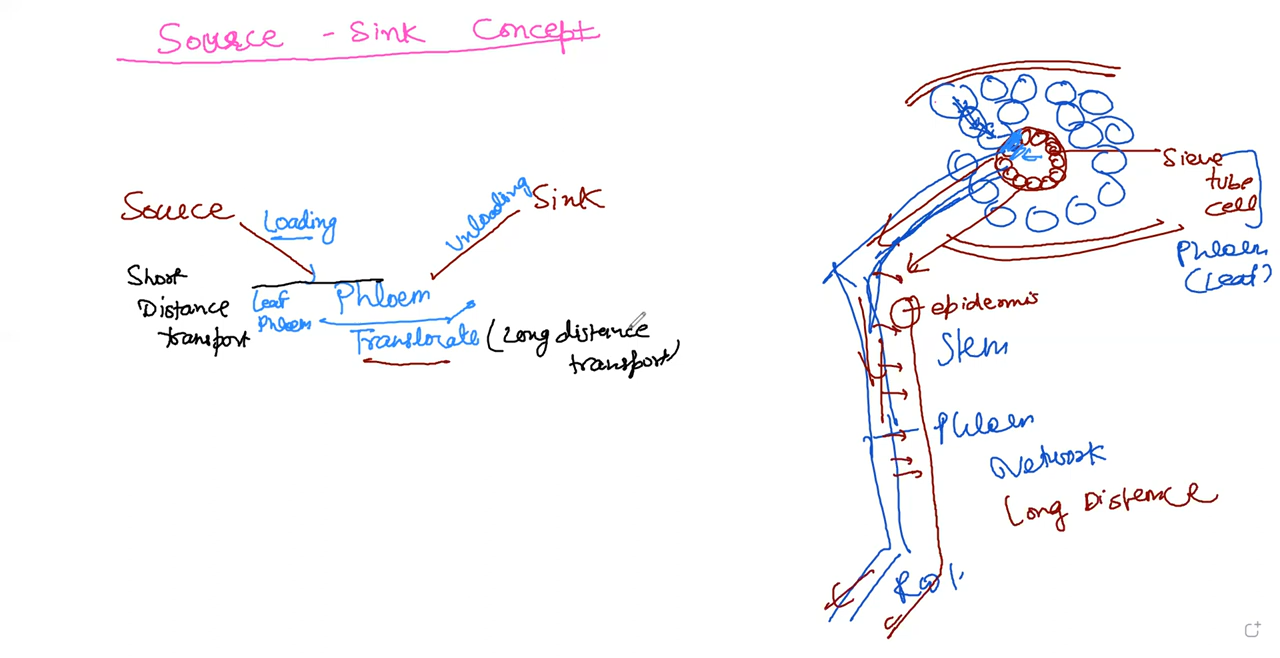 Source - Sink Concept
Source
Loading
Unloading
Sink
Short
Distance
transport
Leaf
Phloem
Phloem
Translocate
(Long distance
transport)
Sieve
tube
cell
Phloem
(Leaf)
epidermis
Stem
Phloem
Network
Long Distance
Root